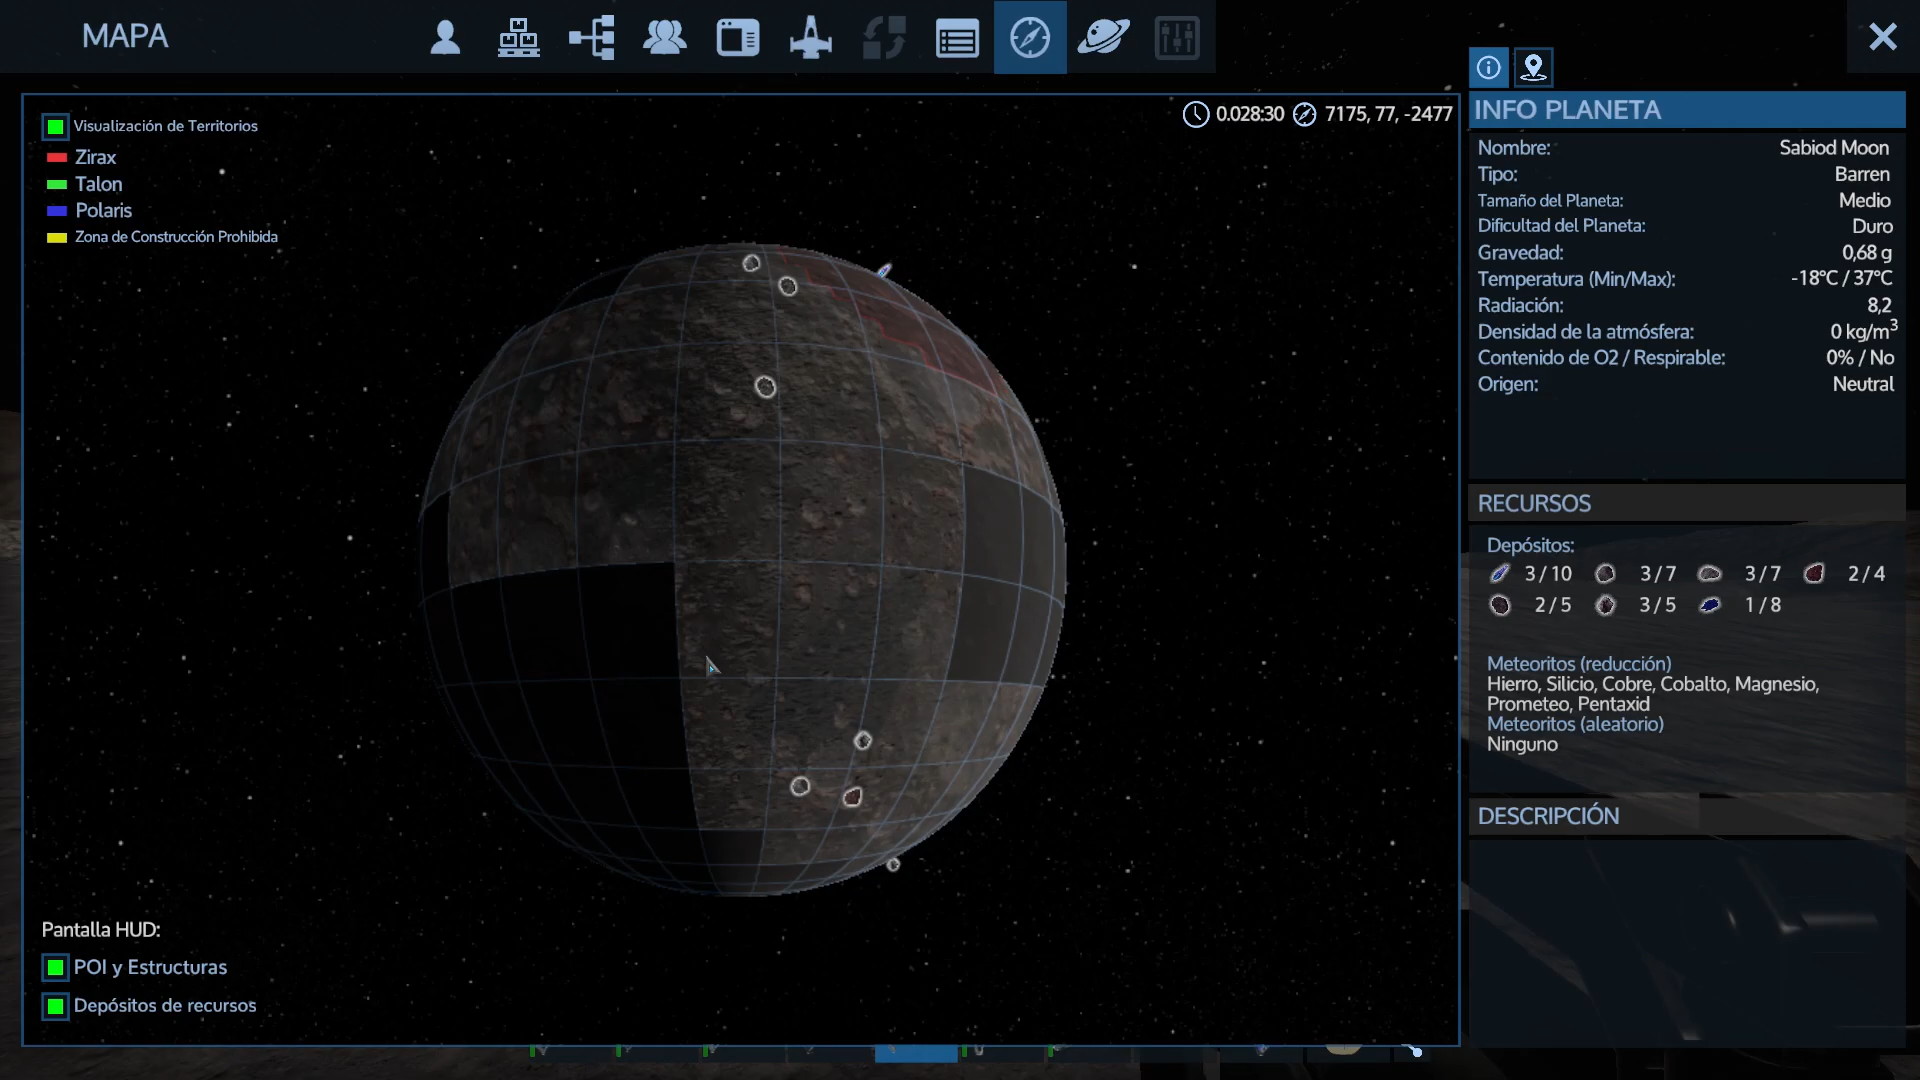 MAPA
0.028:30 7175, 77, -2477
Visualización de Territorios
Zirax
Talon
Polaris
Zona de Construcción Prohibida
Pantalla HUD:
POI y Estructuras
Depósitos de recursos
INFO PLANETA
Nombre: Sabiod Moon
Tipo: Barren
Tamaño del Planeta: Medio
Dificultad del Planeta: Duro
Gravedad: 0,68 g
Temperatura (Min/Max): -18°C / 37°C
Radiación: 8,2
Densidad de la atmósfera: 0 kg/m³
Contenido de O2 / Respirable: 0% / No
Origen: Neutral
RECURSOS
Depósitos:
3 / 10 3 / 7 3 / 7 2 / 4
2 / 5 3 / 5 1 / 8
Meteoritos (reducción)
Hierro, Silicio, Cobre, Cobalto, Magnesio,
Prometeo, Pentaxid
Meteoritos (aleatorio)
Ninguno
DESCRIPCIÓN